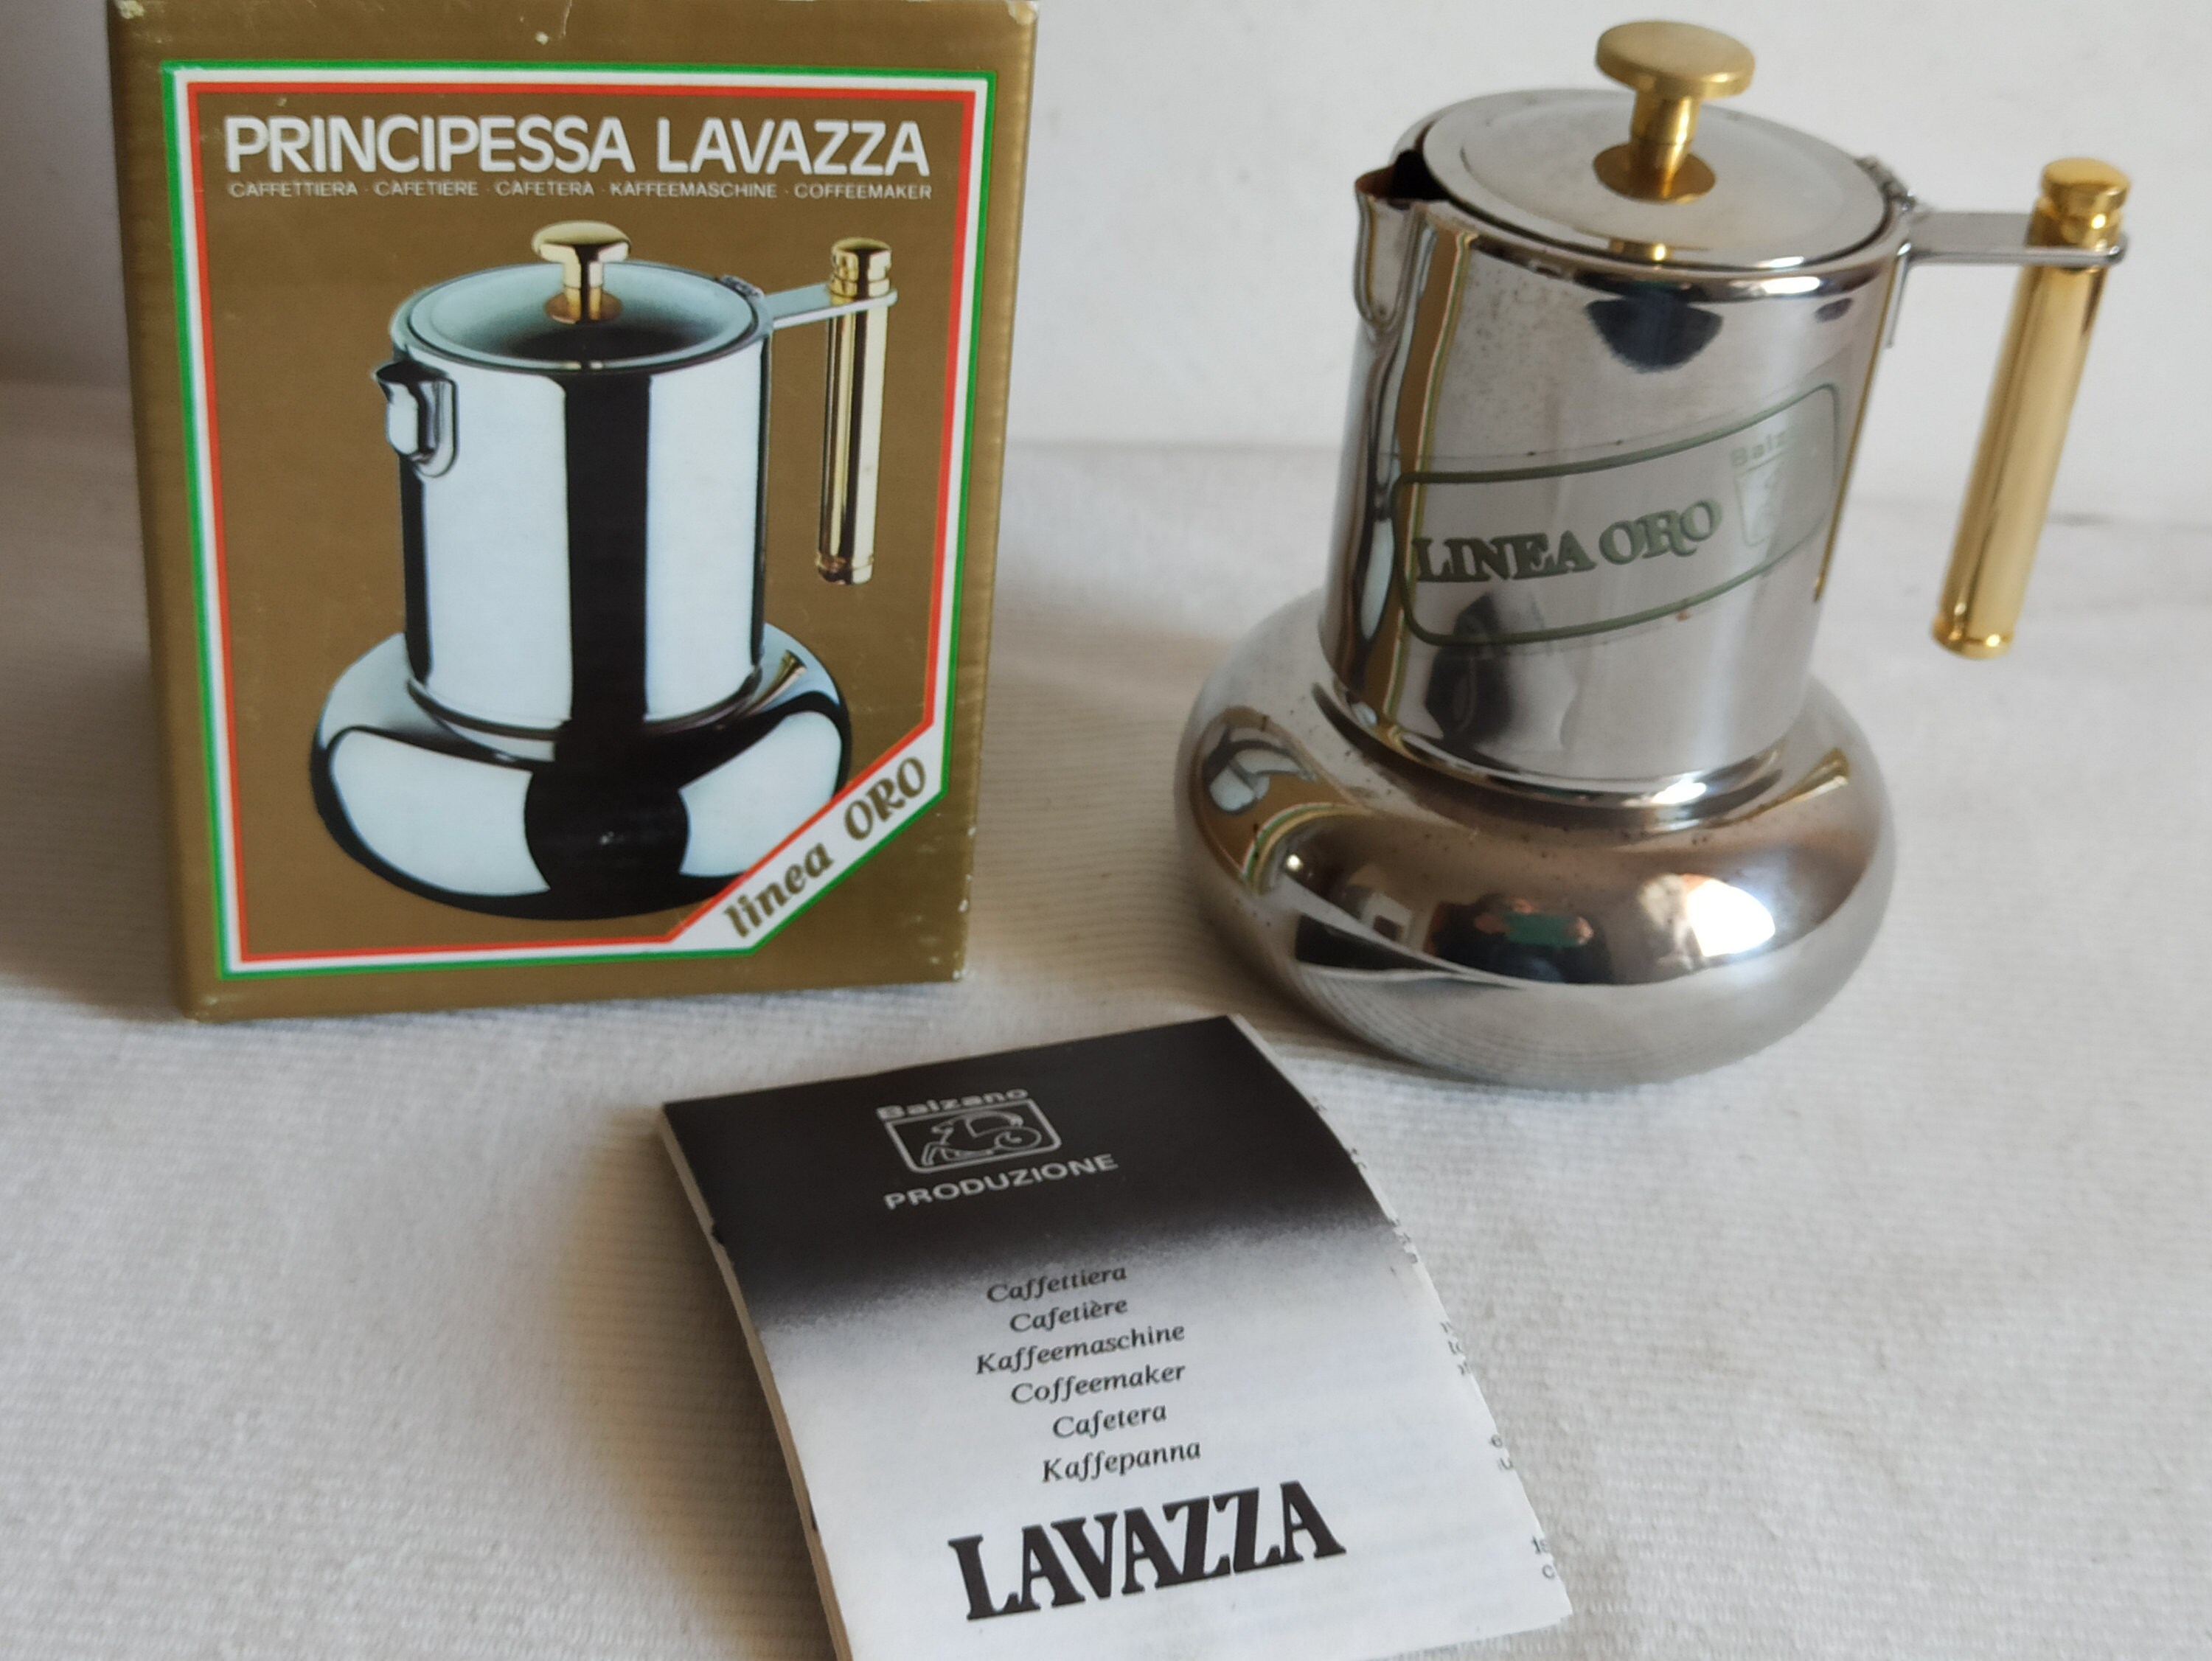 PRINCIPESSA LAVAZZA
CAFFETTIERA · CAFETIERE · CAFETERA · KAFFEEMASCHINE · COFFEEMAKER
linea ORO
LINEA ORO
Balzano
PRODUZIONE
Caffettiera
Cafetière
Kaffeemaschine
Coffeemaker
Cafetera
Kaffepanna
LAVAZZA